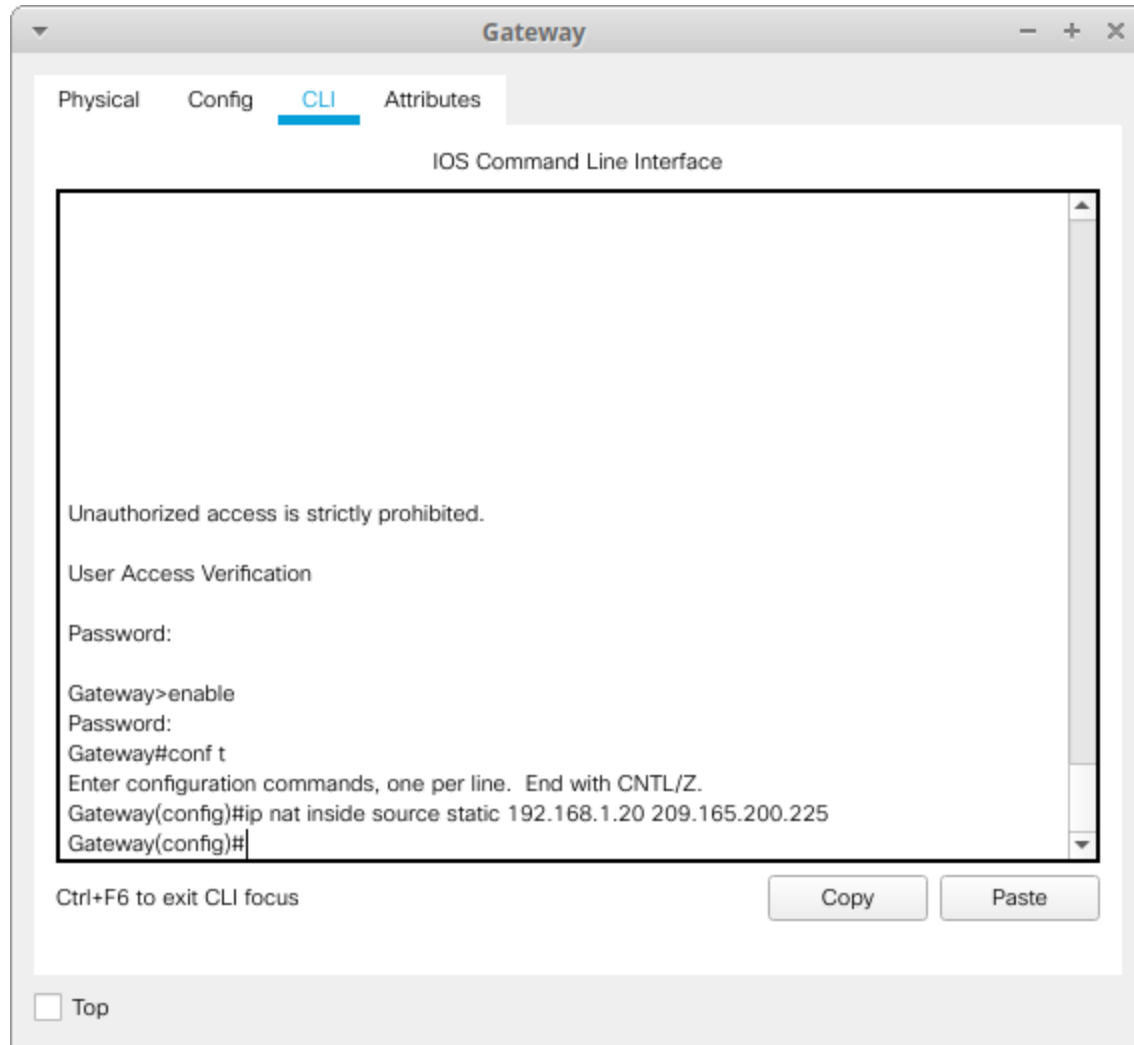 Gateway
Physical Config CLI Attributes
IOS Command Line Interface
Unauthorized access is strictly prohibited.
User Access Verification
Password:
Gateway>enable
Password:
Gateway#conf t
Enter configuration commands, one per line. End with CNTL/Z.
Gateway(config)#ip nat inside source static 192.168.1.20 209.165.200.225
Gateway(config)#
Ctrl+F6 to exit CLI focus
Copy Paste
Top